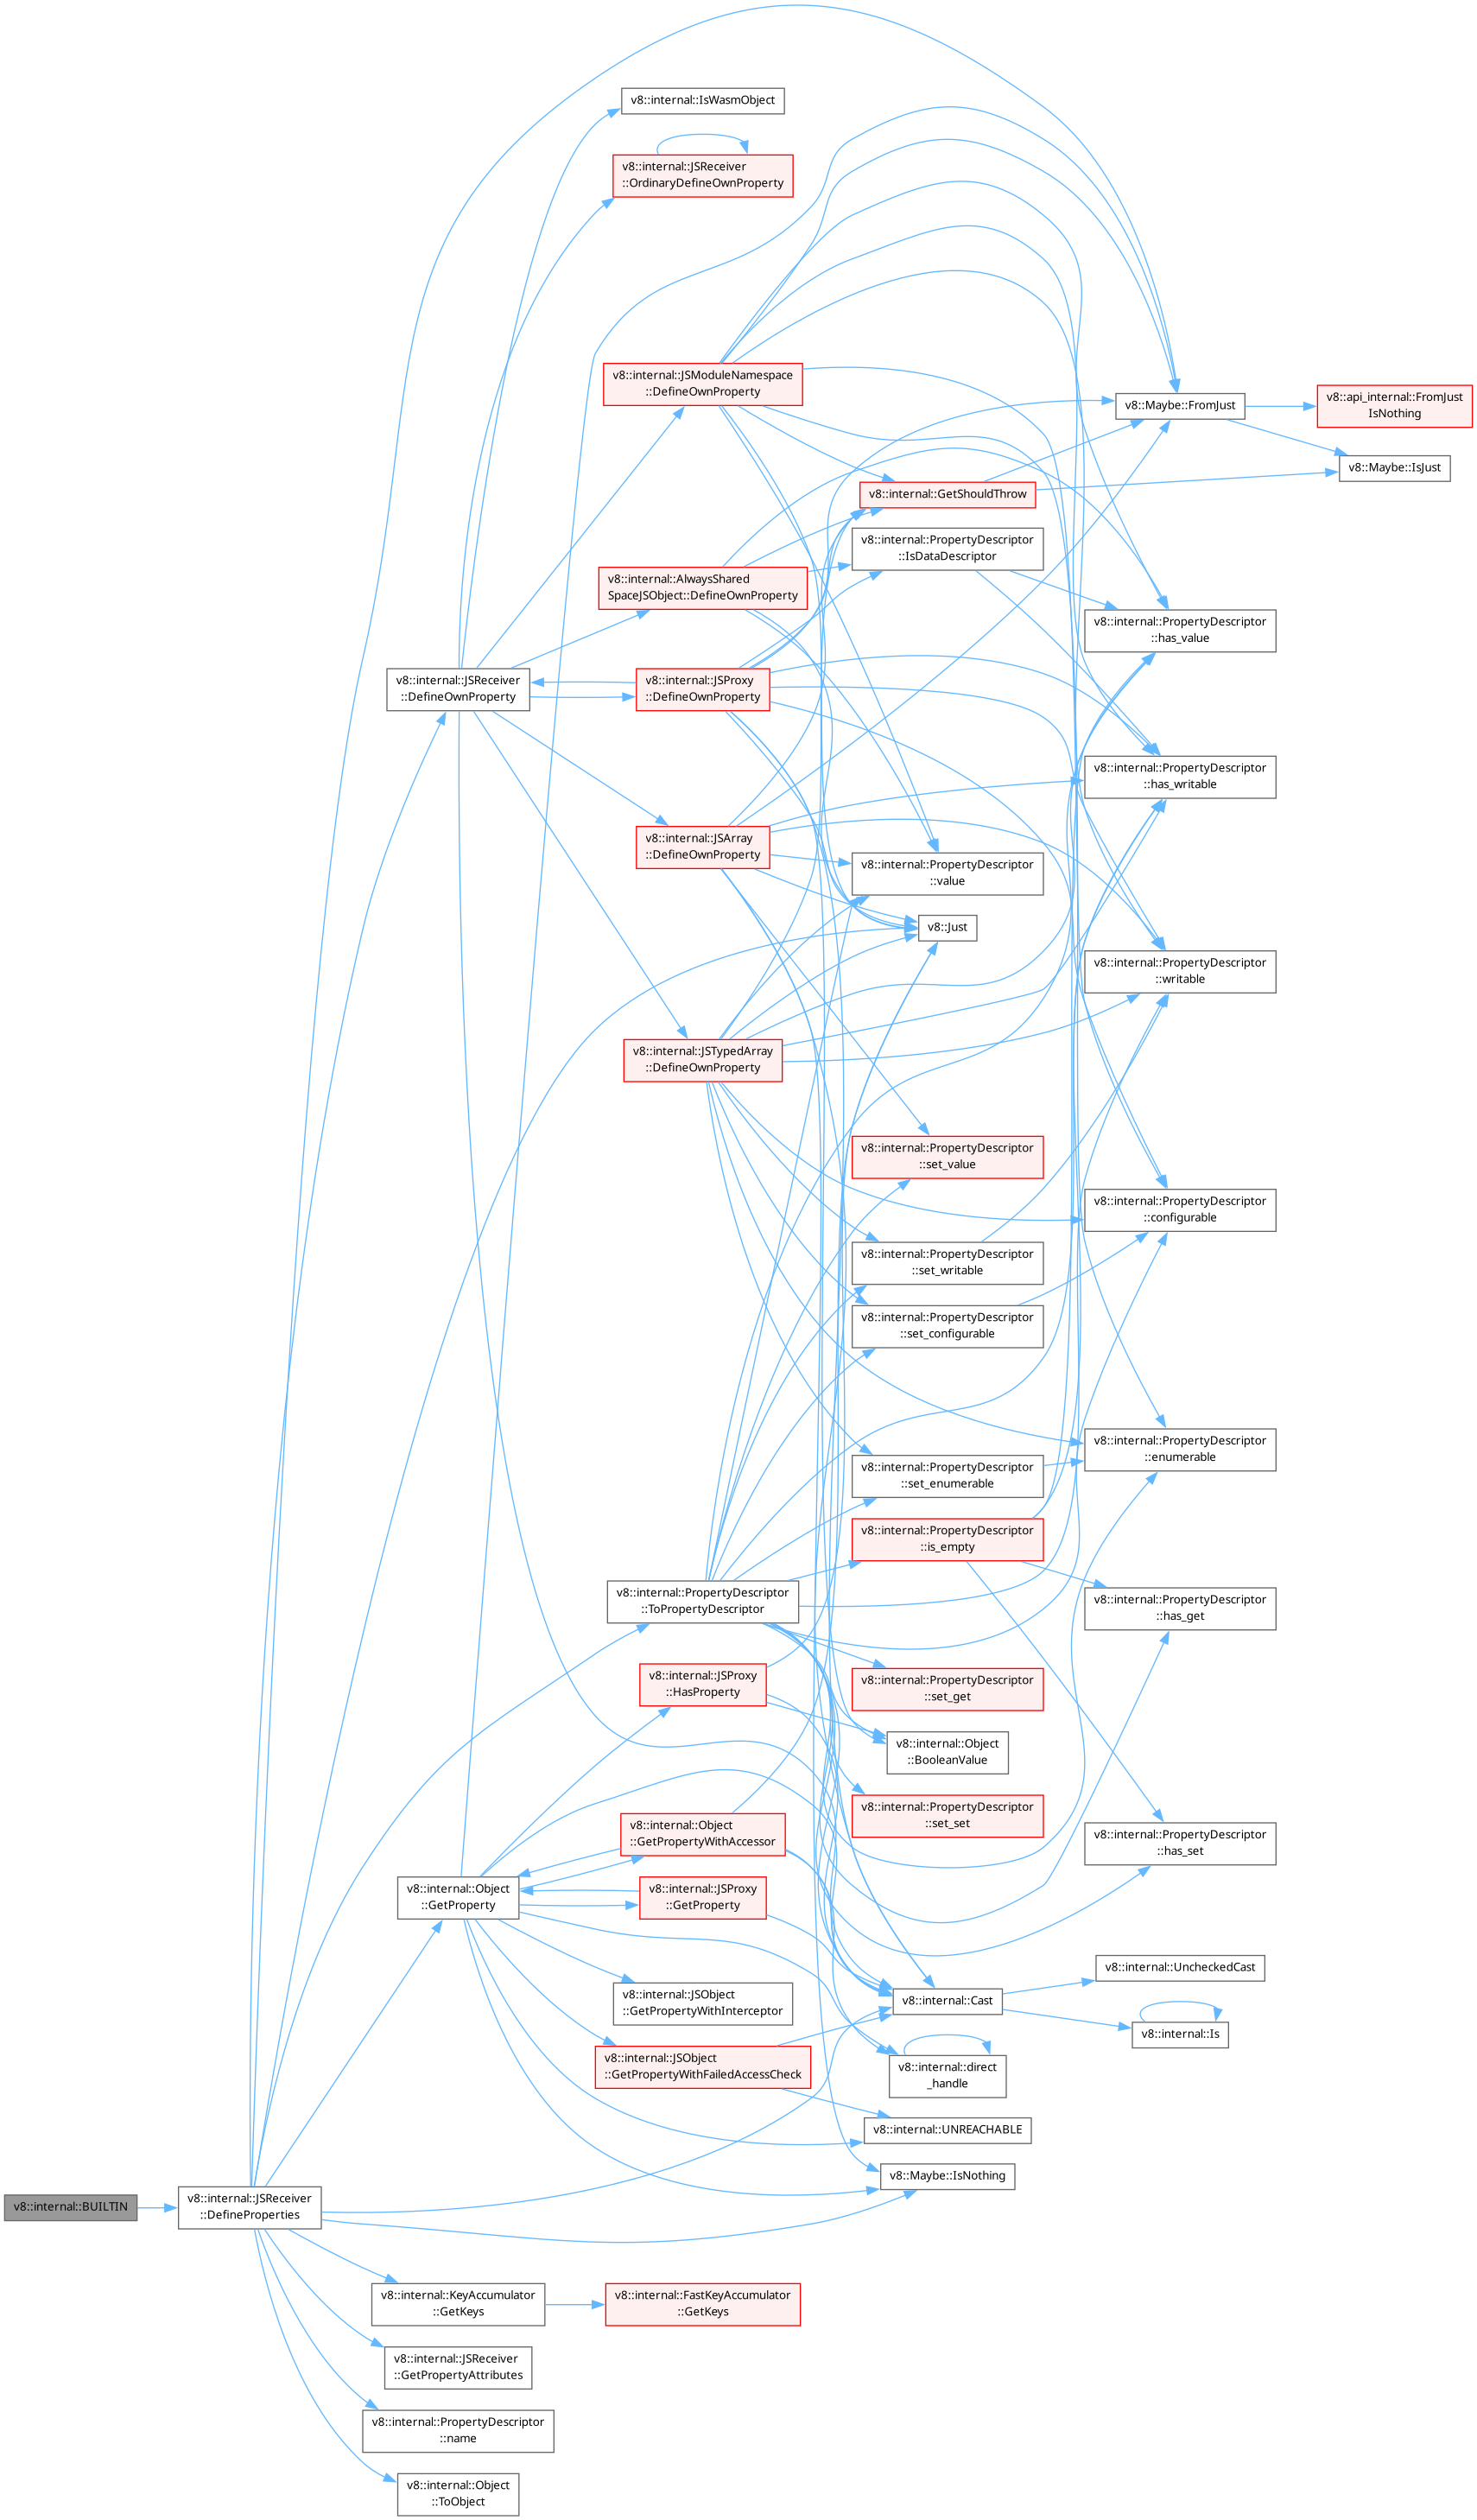 v8::internal::IsWasmObject
v8::internal::JSReceiver
::OrdinaryDefineOwnProperty
v8::internal::JSModuleNamespace
::DefineOwnProperty
v8::Maybe::FromJust
v8::api_internal::FromJust
IsNothing
v8::Maybe::IsJust
v8::internal::GetShouldThrow
v8::internal::PropertyDescriptor
::IsDataDescriptor
v8::internal::AlwaysShared
SpaceJSObject::DefineOwnProperty
v8::internal::PropertyDescriptor
::has_value
v8::internal::JSReceiver
::DefineOwnProperty
v8::internal::JSProxy
::DefineOwnProperty
v8::internal::PropertyDescriptor
::has_writable
v8::internal::JSArray
::DefineOwnProperty
v8::internal::PropertyDescriptor
::value
v8::Just
v8::internal::PropertyDescriptor
::writable
v8::internal::JSTypedArray
::DefineOwnProperty
v8::internal::PropertyDescriptor
::set_value
v8::internal::PropertyDescriptor
::configurable
v8::internal::PropertyDescriptor
::set_writable
v8::internal::PropertyDescriptor
::set_configurable
v8::internal::PropertyDescriptor
::enumerable
v8::internal::PropertyDescriptor
::set_enumerable
v8::internal::PropertyDescriptor
::is_empty
v8::internal::PropertyDescriptor
::ToPropertyDescriptor
v8::internal::PropertyDescriptor
::has_get
v8::internal::JSProxy
::HasProperty
v8::internal::PropertyDescriptor
::set_get
v8::internal::Object
::BooleanValue
v8::internal::PropertyDescriptor
::set_set
v8::internal::Object
::GetPropertyWithAccessor
v8::internal::PropertyDescriptor
::has_set
v8::internal::Object
::GetProperty
v8::internal::JSProxy
::GetProperty
v8::internal::JSObject
::GetPropertyWithInterceptor
v8::internal::Cast
v8::internal::UncheckedCast
v8::internal::Is
v8::internal::JSObject
::GetPropertyWithFailedAccessCheck
v8::internal::direct
_handle
v8::internal::UNREACHABLE
v8::Maybe::IsNothing
v8::internal::BUILTIN
v8::internal::JSReceiver
::DefineProperties
v8::internal::KeyAccumulator
::GetKeys
v8::internal::FastKeyAccumulator
::GetKeys
v8::internal::JSReceiver
::GetPropertyAttributes
v8::internal::PropertyDescriptor
::name
v8::internal::Object
::ToObject